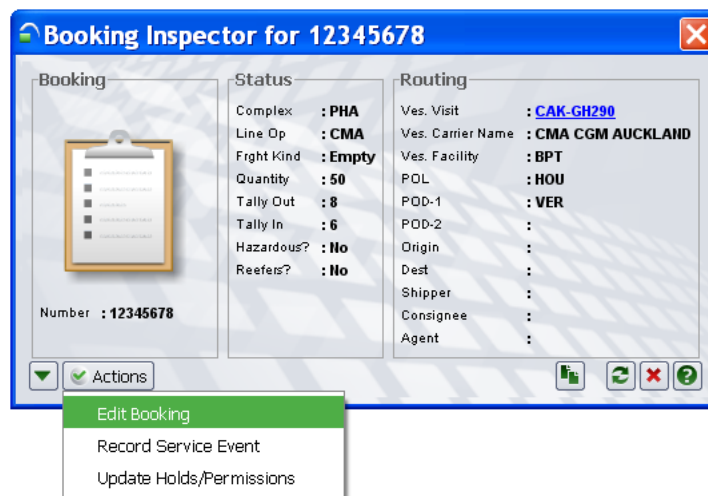 Booking Inspector for 12345678
Booking
Number : 12345678
Status
Complex : PHA
Line Op : CMA
Frght Kind : Empty
Quantity : 50
Tally Out : 8
Tally In : 6
Hazardous? : No
Reefers? : No
Routing
Ves. Visit : CAK-GH290
Ves. Carrier Name : CMA CGM AUCKLAND
Ves. Facility : BPT
POL : HOU
POD-1 : VER
POD-2 :
Origin :
Dest :
Shipper :
Consignee :
Agent :
Actions
Edit Booking
Record Service Event
Update Holds/Permissions